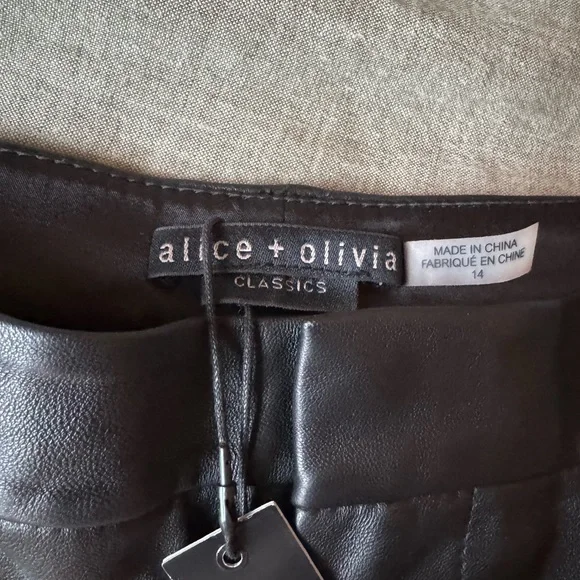 alice + olivia
CLASSICS
MADE IN CHINA
FABRIQUÉ EN CHINE
14